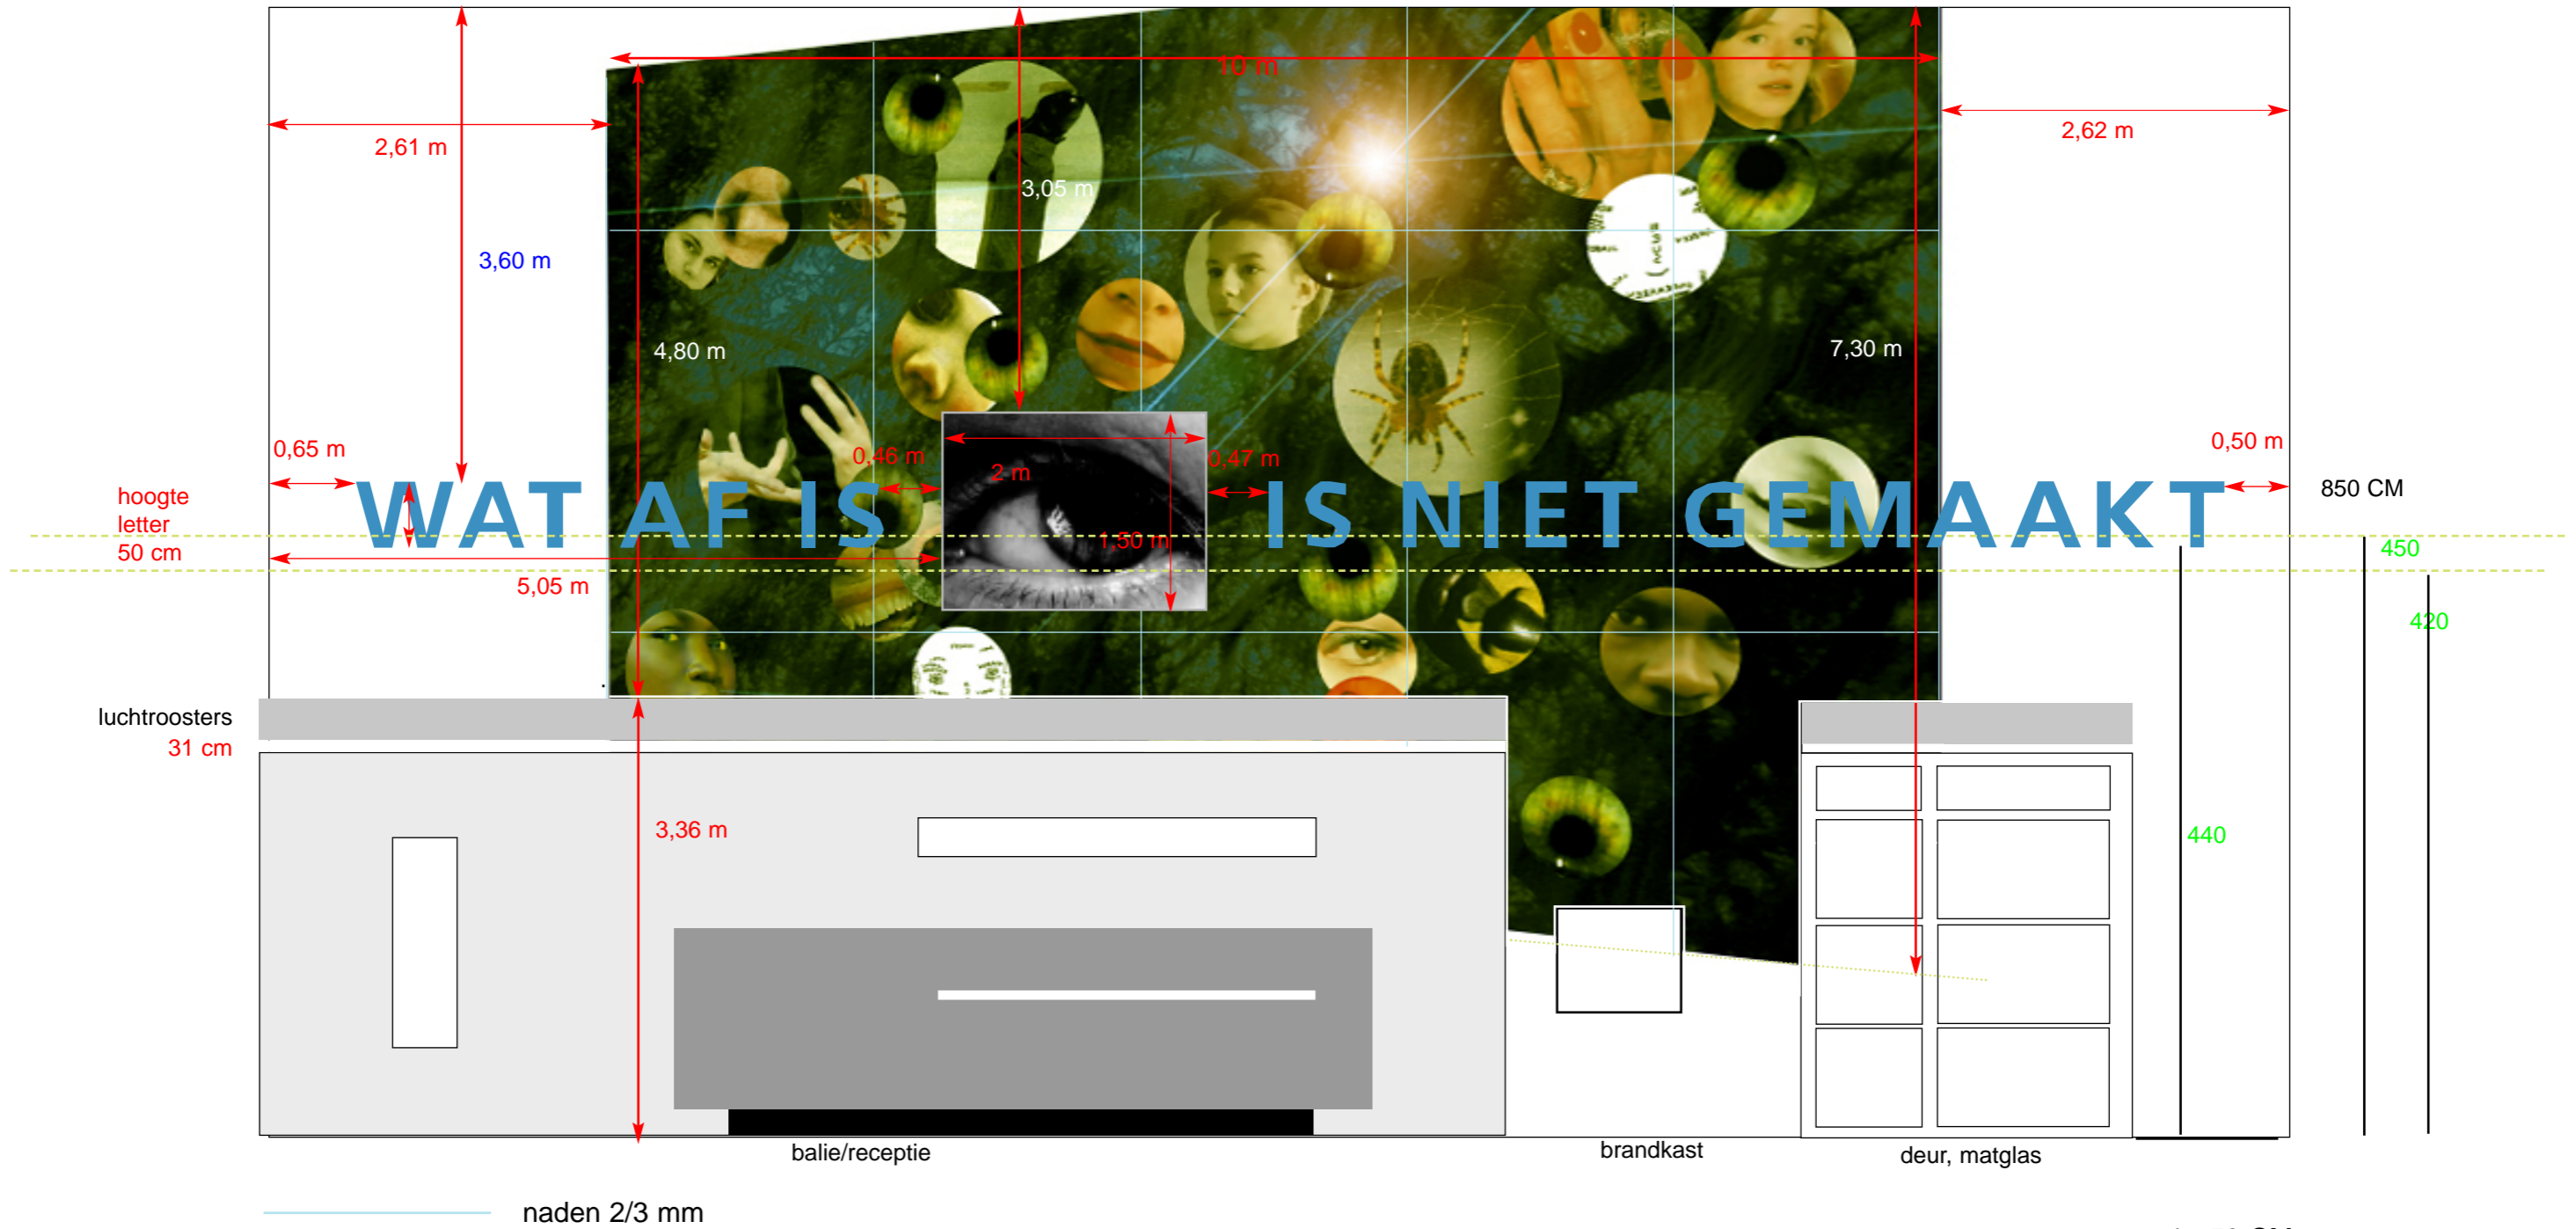 10 m
2,61 m
2,62 m
3,05 m
3,60 m
4,80 m
7,30 m
0,65 m
0,46 m
0,47 m
0,50 m
2 m
hoogte
letter
50 cm
WAT AF IS IS NIET GEMAAKT
850 CM
1,50 m
450
5,05 m
420
luchtroosters
31 cm
3,36 m
440
balie/receptie
brandkast
deur, matglas
naden 2/3 mm